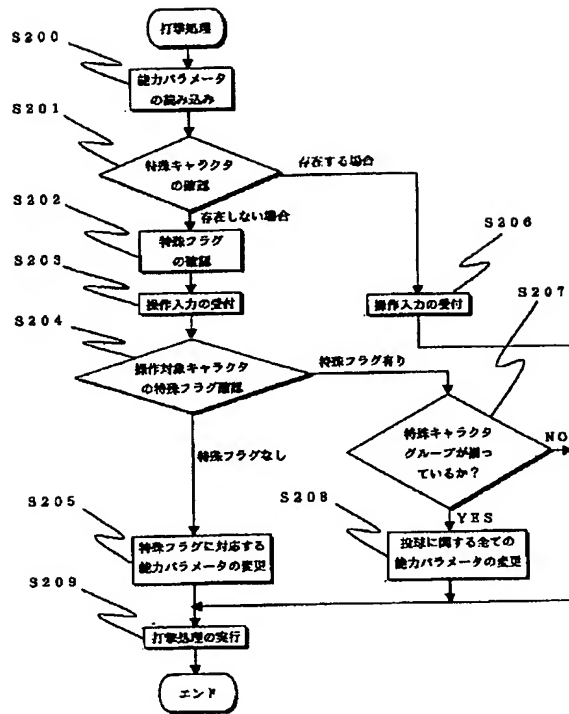 打撃処理
S200
能力パラメータ
の読み込み
S201
特殊キャラクタ
の確認
存在する場合
S202
存在しない場合
特殊フラグ
の確認
S203
操作入力の受付
S206
操作入力の受付
S204
操作対象キャラクタ
の特殊フラグ確認
特殊フラグ有り
S207
特殊キャラクタ
グループが揃っ
ているか？
NO
特殊フラグなし
S205
特殊フラグに対応する
能力パラメータの変更
S208
YES
投球に関する全ての
能力パラメータの変更
S209
打撃処理の実行
エンド